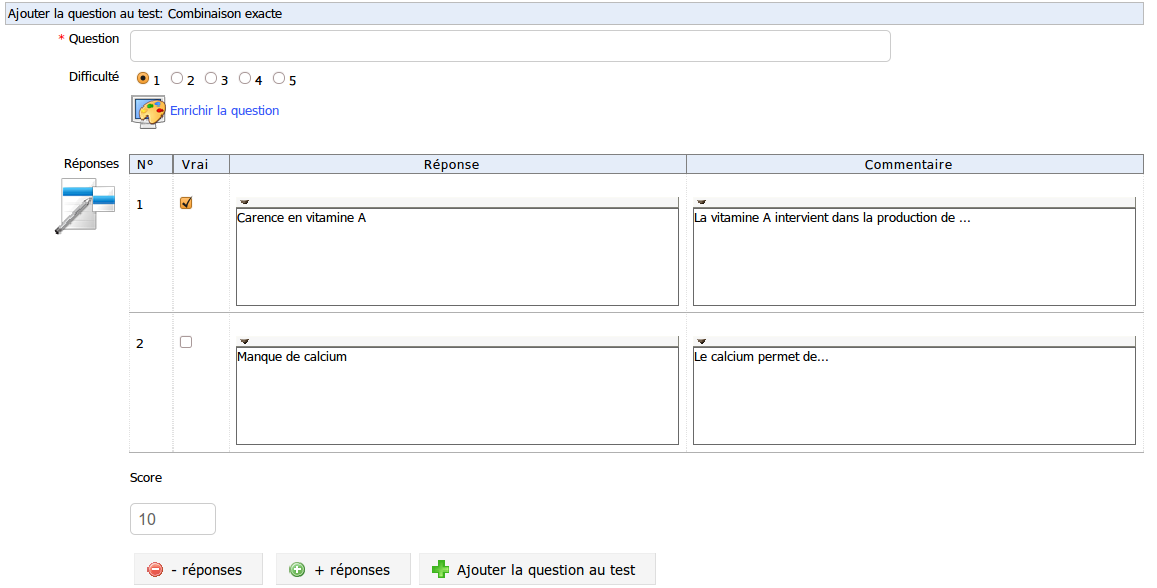 Ajouter la question au test: Combinaison exacte
* Question
Difficulté 1 2 3 4 5
Enrichir la question
Réponses N° Vrai Réponse Commentaire
1 Carence en vitamine A La vitamine A intervient dans la production de ...
2 Manque de calcium Le calcium permet de...
Score
10
- réponses + réponses Ajouter la question au test